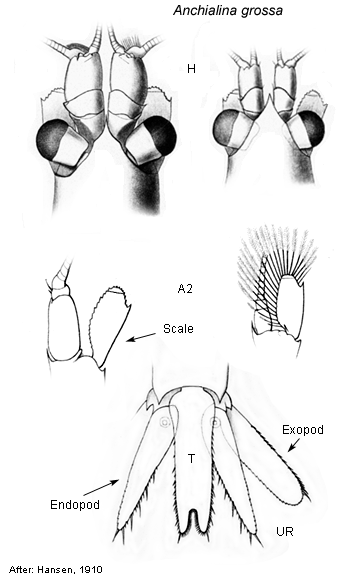 Anchialina grossa
H
A2
Scale
Exopod
T
Endopod
UR
After: Hansen, 1910